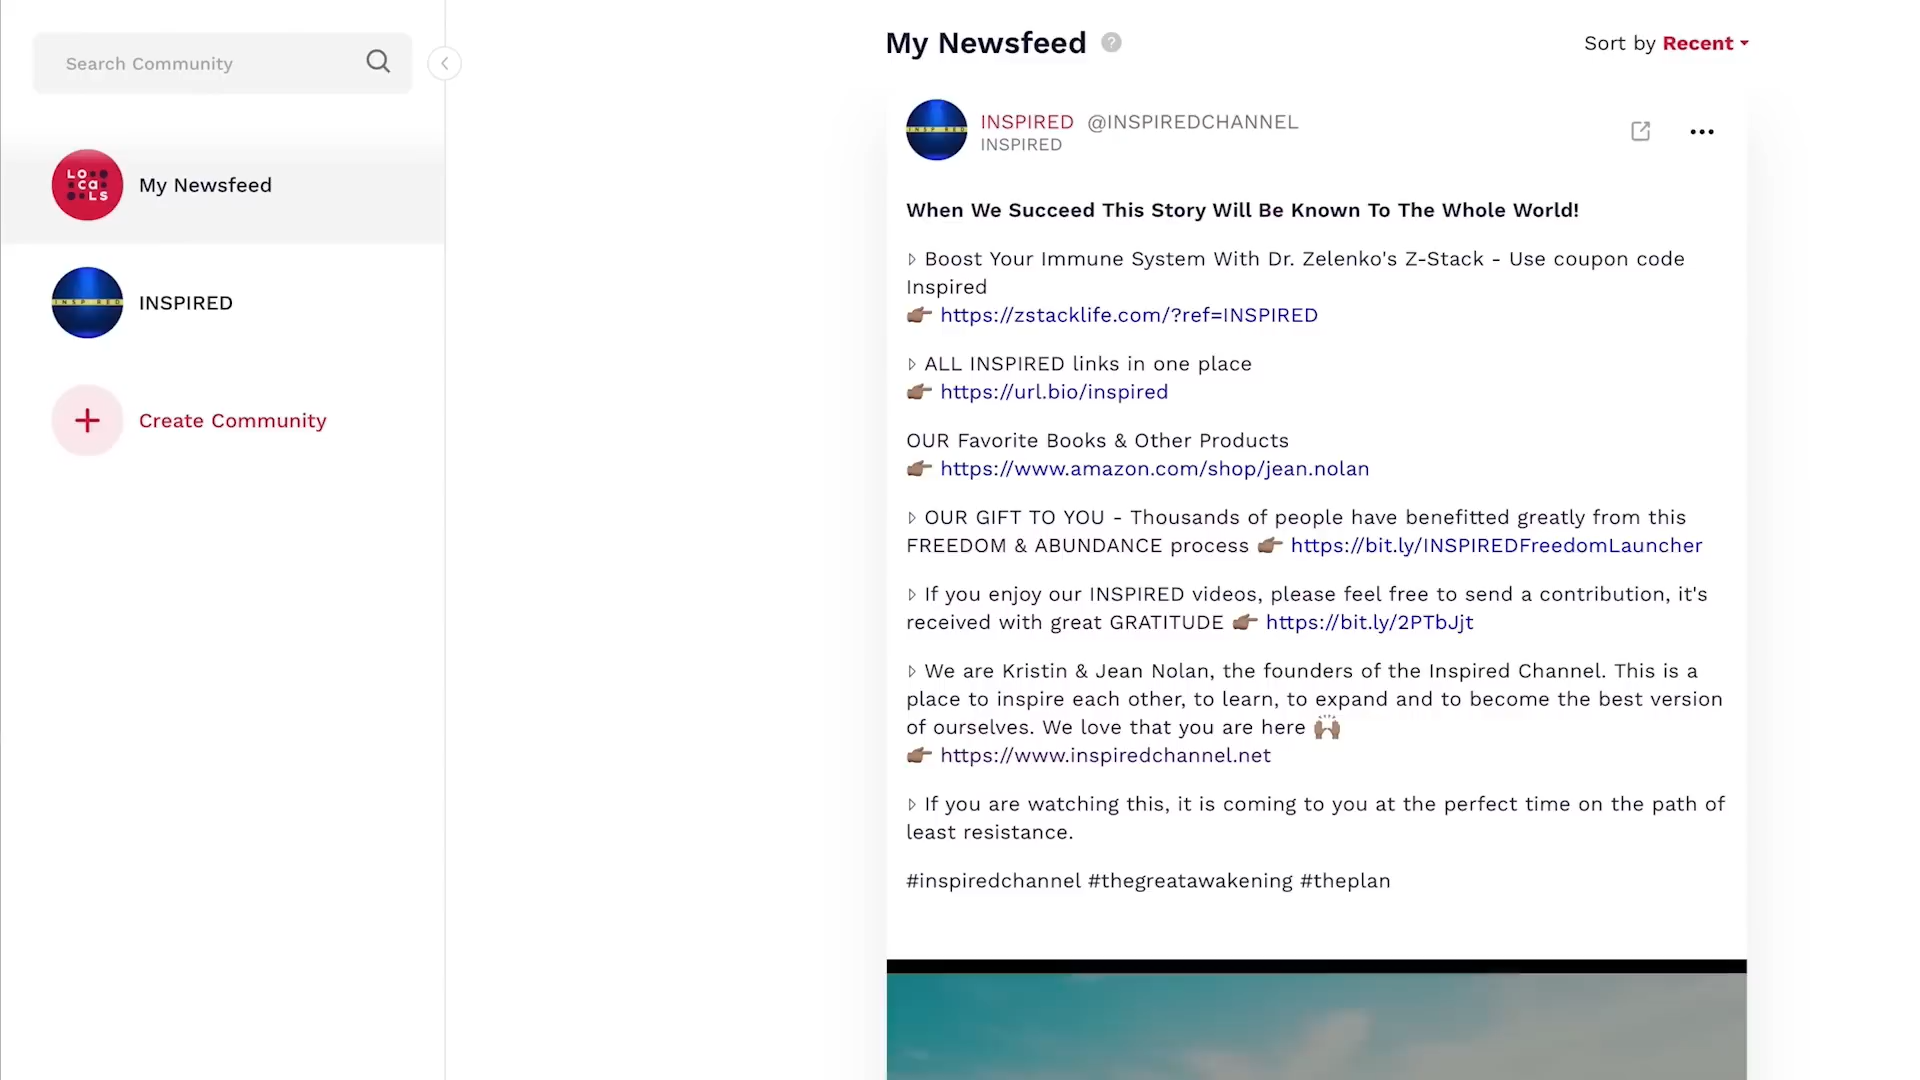 Search Community
My Newsfeed
INSPIRED
Create Community
LO
ca
LS
My Newsfeed ?
Sort by Recent
INSPIRED @INSPIREDCHANNEL
INSPIRED
When We Succeed This Story Will Be Known To The Whole World!
▷ Boost Your Immune System With Dr. Zelenko's Z-Stack - Use coupon code
Inspired
👉🏽 https://zstacklife.com/?ref=INSPIRED
▷ ALL INSPIRED links in one place
👉🏽 https://url.bio/inspired
OUR Favorite Books & Other Products
👉🏽 https://www.amazon.com/shop/jean.nolan
▷ OUR GIFT TO YOU - Thousands of people have benefitted greatly from this
FREEDOM & ABUNDANCE process 👉🏽 https://bit.ly/INSPIREDFreedomLauncher
▷ If you enjoy our INSPIRED videos, please feel free to send a contribution, it's
received with great GRATITUDE 👉🏽 https://bit.ly/2PTbJjt
▷ We are Kristin & Jean Nolan, the founders of the Inspired Channel. This is a
place to inspire each other, to learn, to expand and to become the best version
of ourselves. We love that you are here 🙌🏽
👉🏽 https://www.inspiredchannel.net
▷ If you are watching this, it is coming to you at the perfect time on the path of
least resistance.
#inspiredchannel #thegreatawakening #theplan